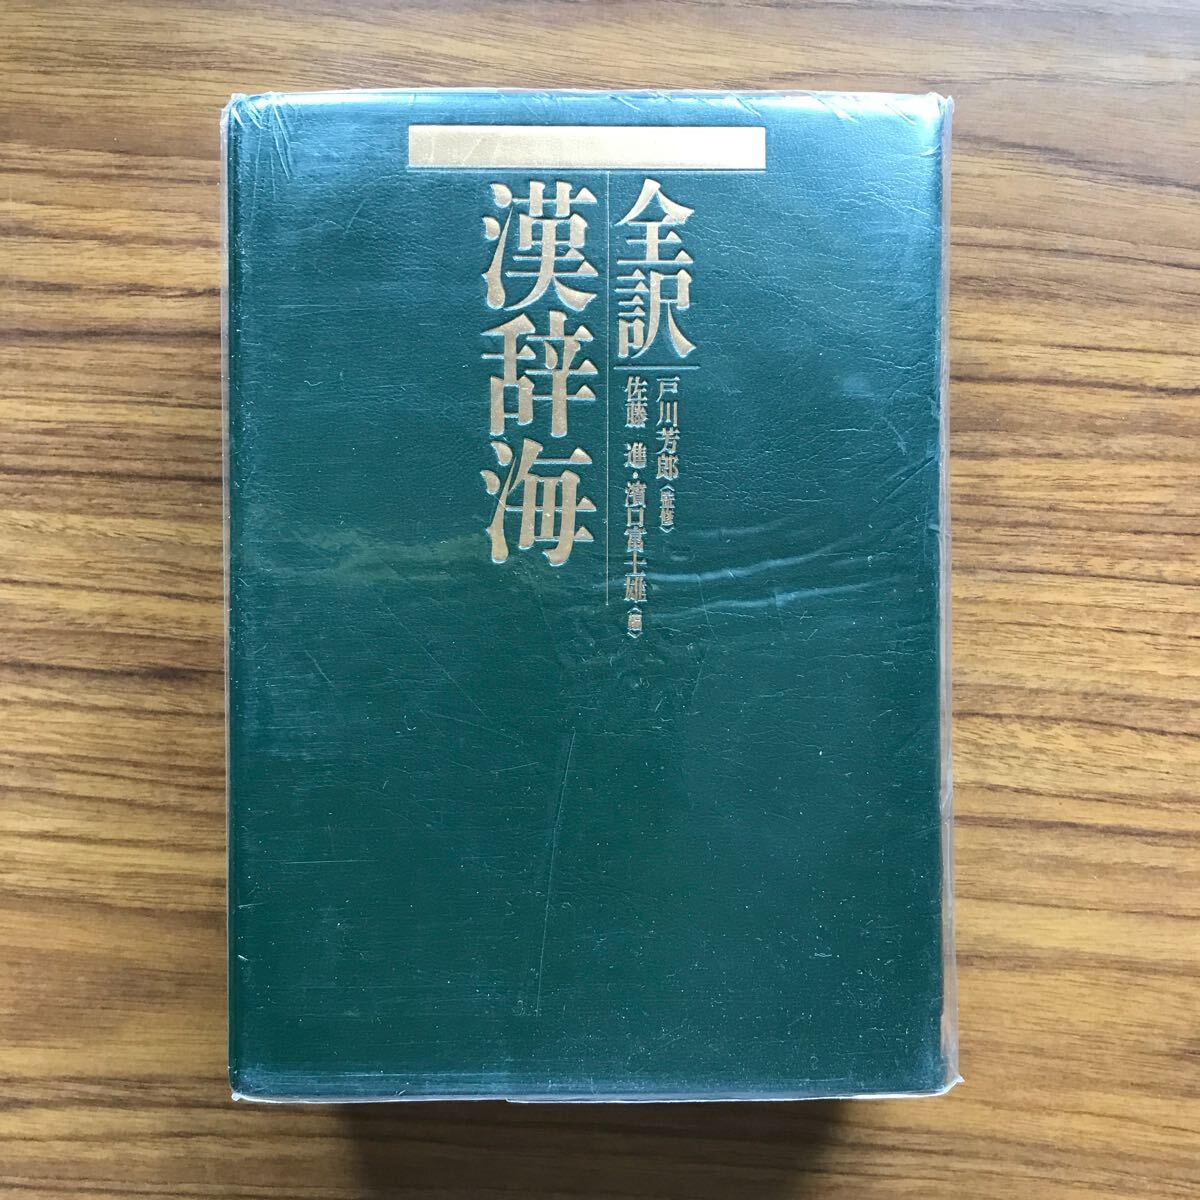 全訳
漢辞海
戸川芳郎〈監修〉
佐藤 進・濱口富士雄〈編〉